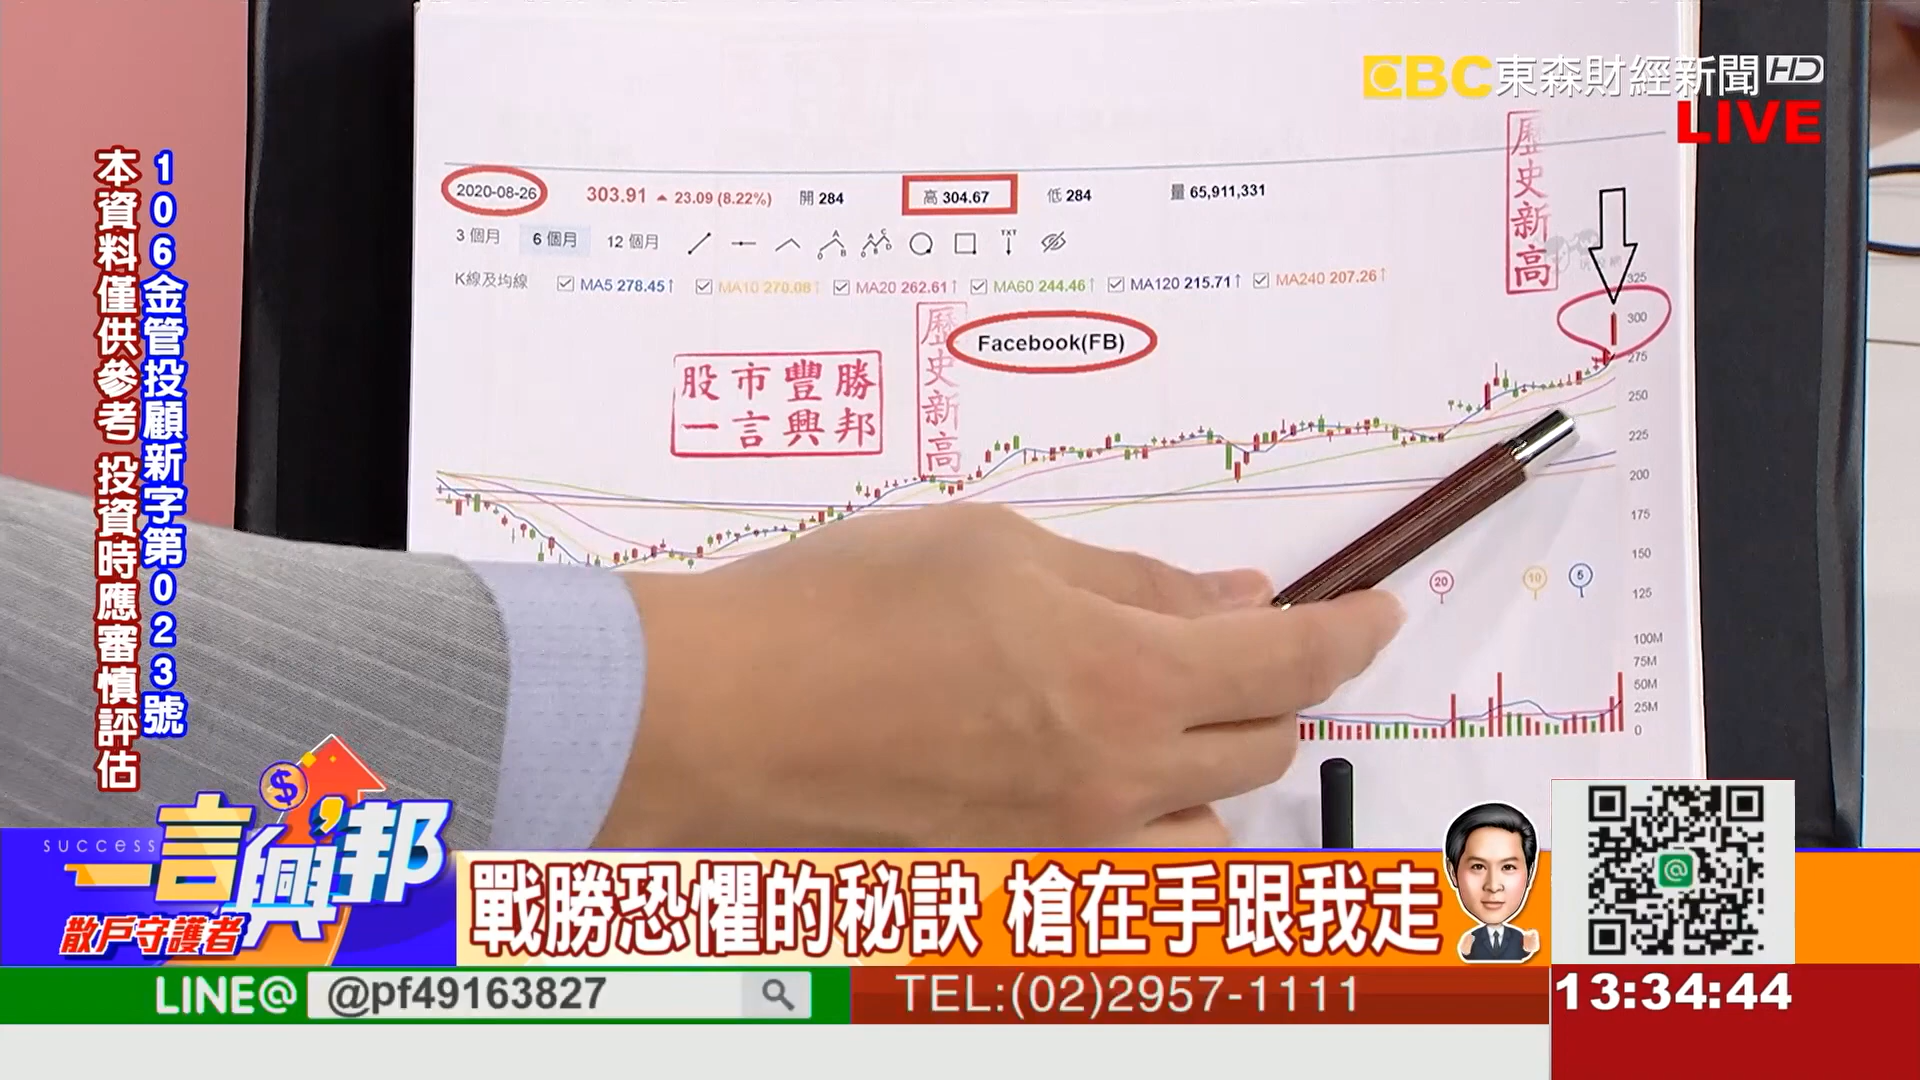 EBC東森財經新聞HD
LIVE
106金管投顧新字第023號
本資料僅供參考 投資時應審慎評估
歷史新高
2020-08-26 303.91 ▲ 23.09 (8.22%) 開 284 高 304.67 低 284 量 65,911,331
3 個月 6 個月 12 個月
TXT
K線及均線 MA5 278.45↑ MA10 270.08↑ MA20 262.61↑ MA60 244.46↑ MA120 215.71↑ MA240 207.26↑
歷史新高
Facebook(FB)
股市豐勝
一言興邦
325
300
275
250
225
200
175
150
125
20 10 5
100M
75M
50M
25M
0
success
一言興邦
散戶守護者
戰勝恐懼的秘訣 槍在手跟我走
LINE@ @pf49163827
TEL:(02)2957-1111
13:34:44